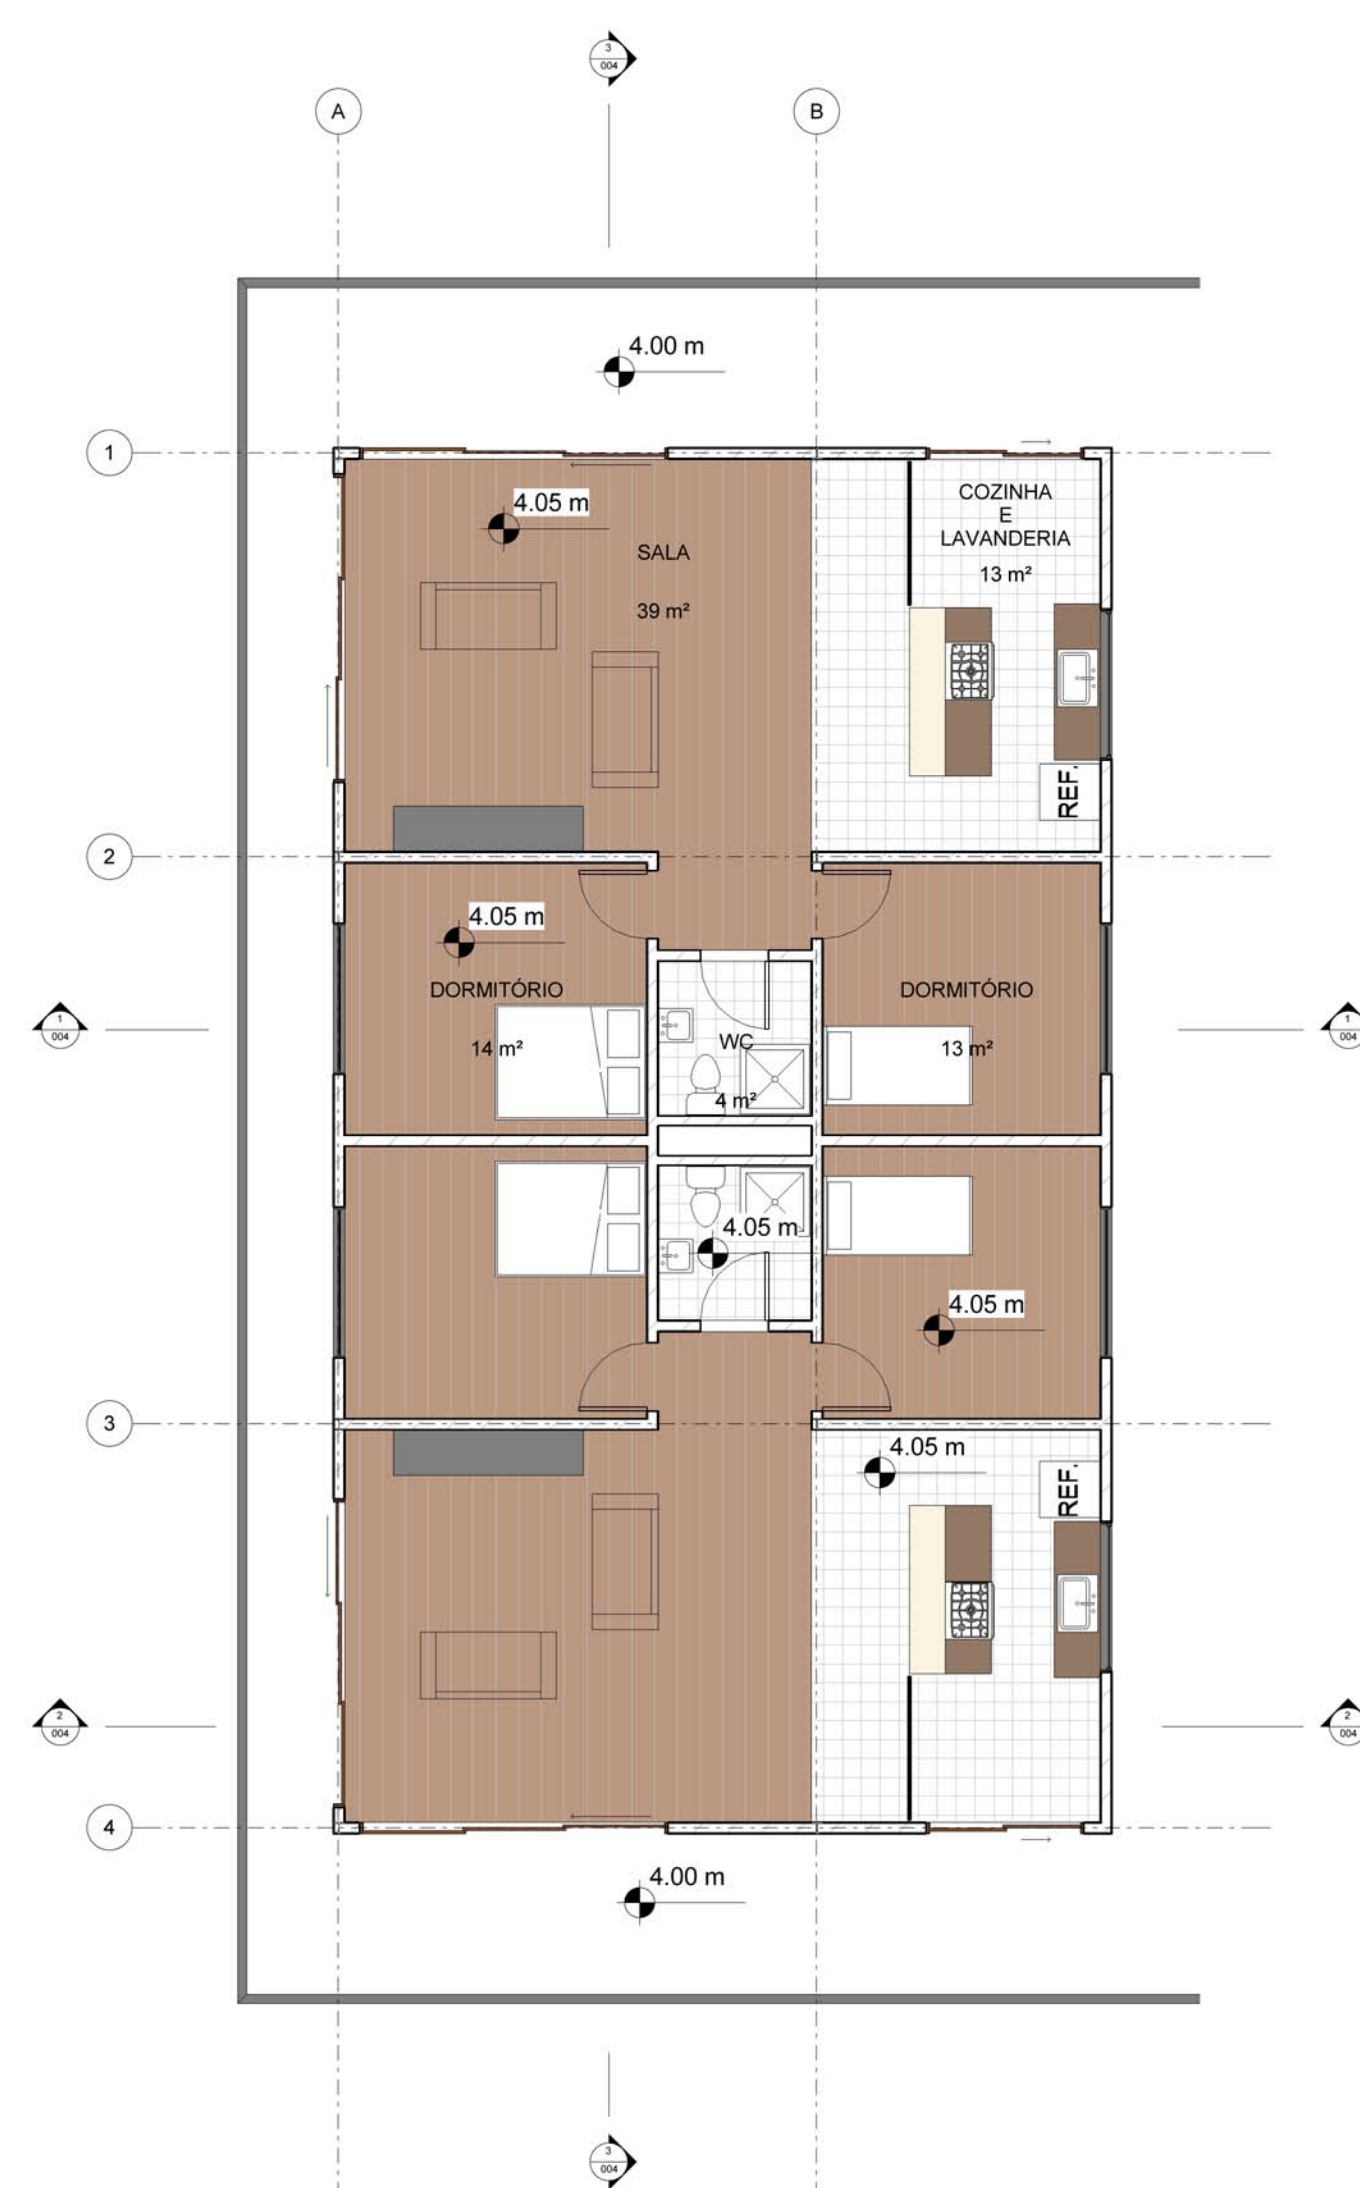 3
004
A
B
4.00 m
1
4.05 m
SALA
39 m²
COZINHA
E
LAVANDERIA
13 m²
REF.
2
4.05 m
DORMITÓRIO
14 m²
WC
4 m²
DORMITÓRIO
13 m²
1
004
1
004
4.05 m
4.05 m
3
4.05 m
REF.
2
004
2
004
4
4.00 m
3
004